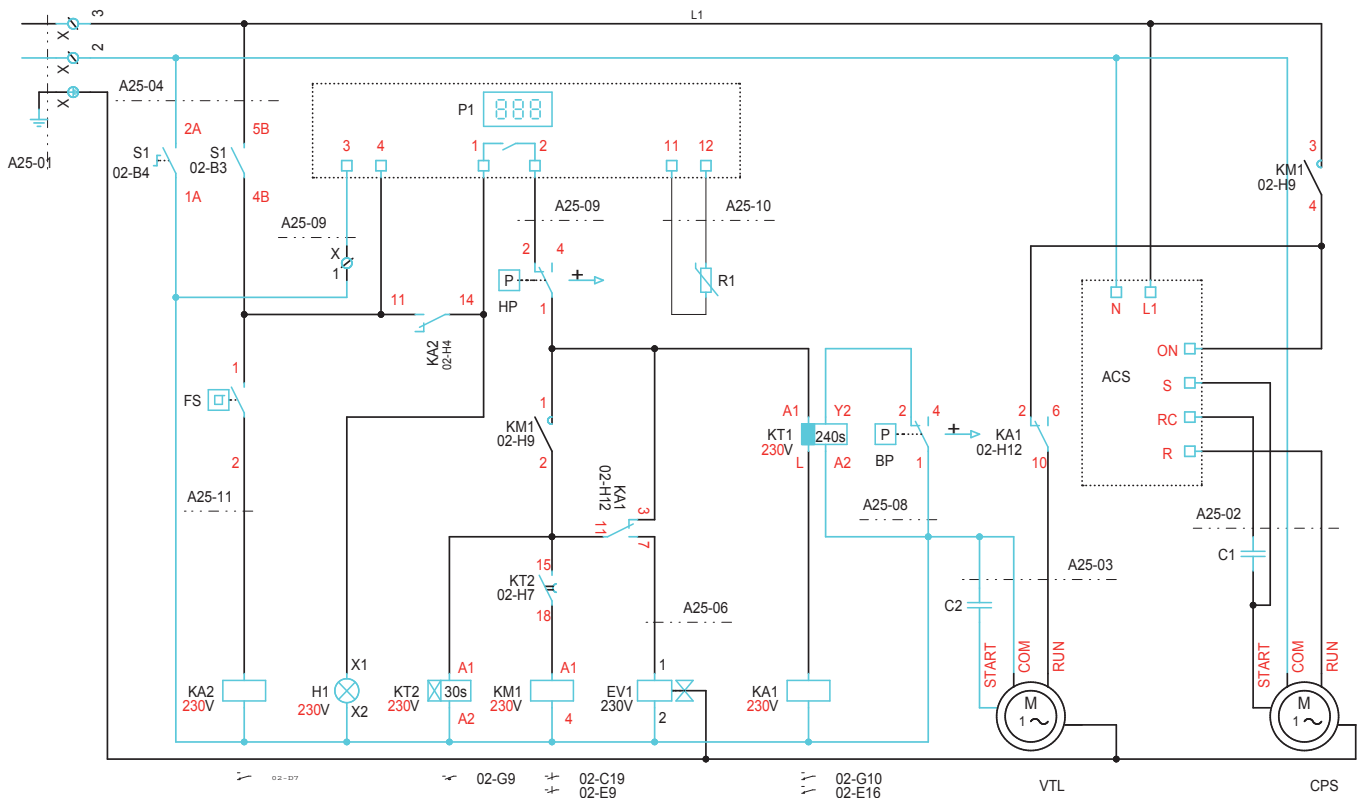 3
L1
X
2
X
A25-04
X
P1
888
2A
5B
3
4
1
2
11
12
3
S1
02-B4
S1
02-B3
A25-01
KM1
02-H9
1A
4B
4
A25-09
A25-09
A25-10
X
1
2
4
P
+
HP
R1
1
N
L1
11
14
KA2
02-H4
ON
ACS
S
RC
R
1
FS
2
1
KM1
02-H9
2
A1
Y2
KT1
240s
230V
L
A2
2
4
P
+
BP
1
2
6
KA1
02-H12
10
A25-11
KA1
02-H12
3
11
7
A25-08
A25-02
C1
15
KT2
02-H7
18
A25-03
A25-06
C2
START
COM
RUN
START
COM
RUN
X1
A1
A1
1
KA2
230V
H1
230V
X2
KT2
30s
230V
A2
KM1
230V
4
EV1
230V
2
KA1
230V
M
1
M
1
02-D7
02-G9
02-C19
02-E9
02-G10
02-E16
VTL
CPS